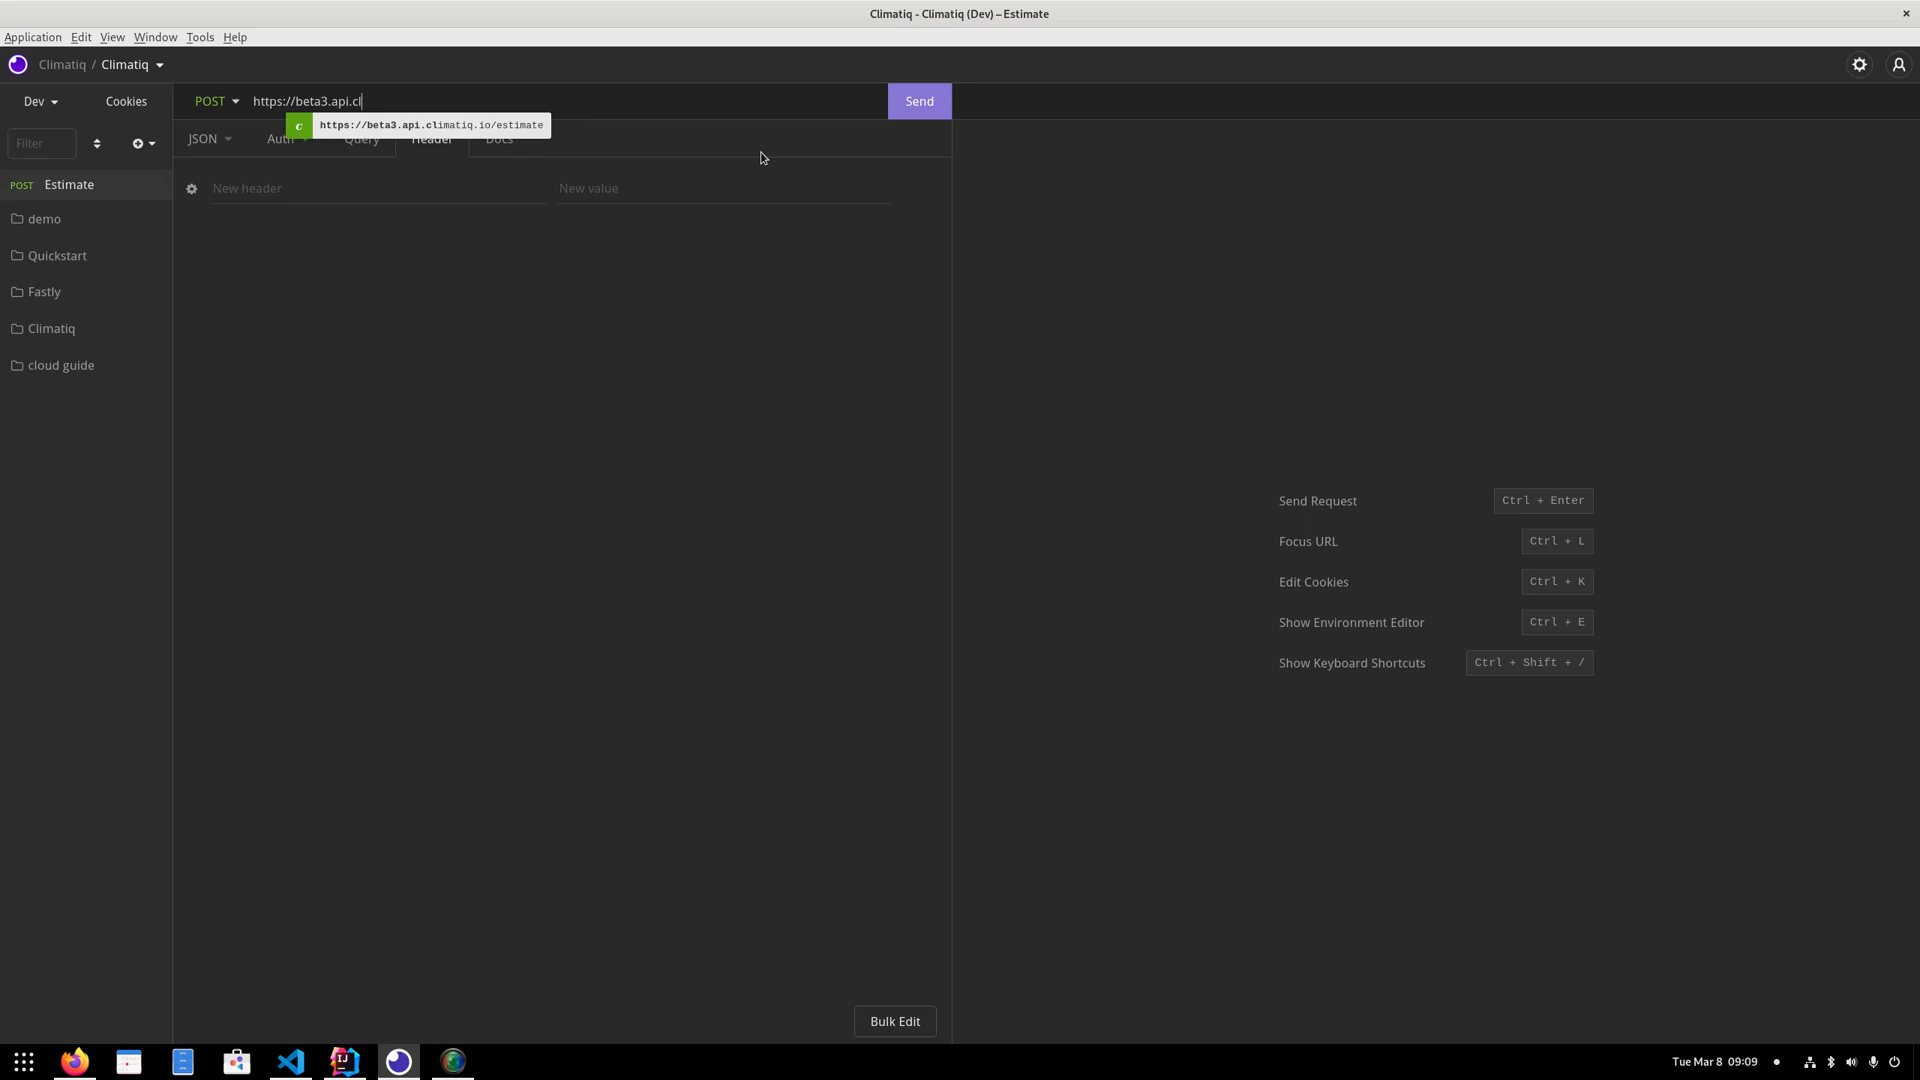 Climatiq - Climatiq (Dev) – Estimate
×
Application Edit View Window Tools Help
Climatiq / Climatiq
Dev Cookies
POST https://beta3.api.cl
Send
c https://beta3.api.climatiq.io/estimate
JSON Auth Query Header Docs
Filter
New header New value
POST Estimate
demo
Quickstart
Fastly
Climatiq
cloud guide
Send Request Ctrl + Enter
Focus URL Ctrl + L
Edit Cookies Ctrl + K
Show Environment Editor Ctrl + E
Show Keyboard Shortcuts Ctrl + Shift + /
Bulk Edit
IJ
Tue Mar 8 09:09